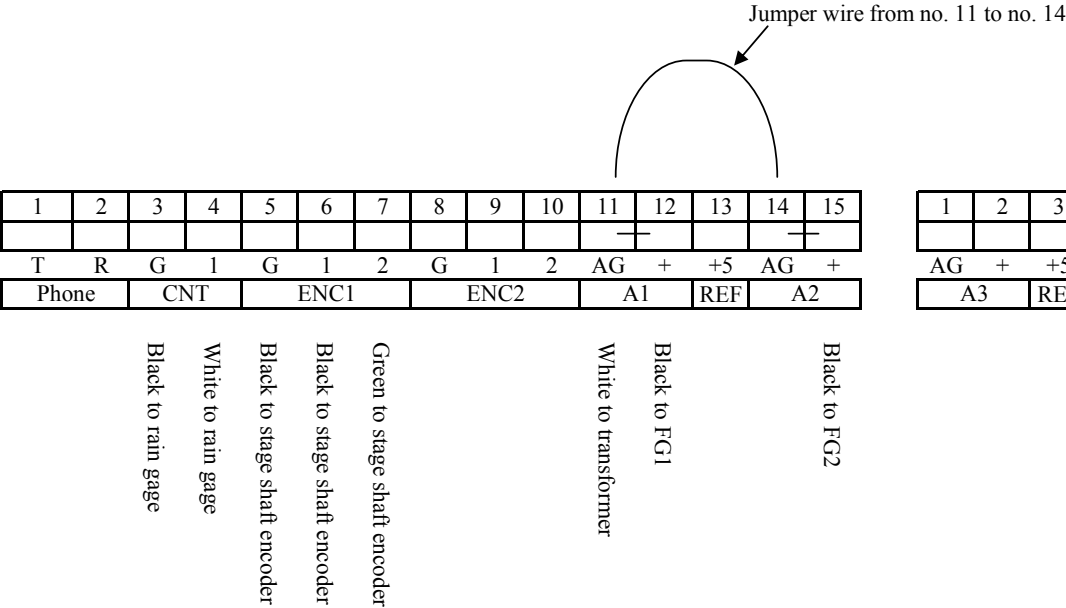 Jumper wire from no. 11 to no. 14
1 2 3 4 5 6 7 8 9 10 11 12 13 14 15 1 2 3
T R G 1 G 1 2 G 1 2 AG + +5 AG + AG + +5
Phone CNT ENC1 ENC2 A1 REF A2 A3 RE
Black to rain gage
White to rain gage
Black to stage shaft encoder
Black to stage shaft encoder
Green to stage shaft encoder
White to transformer
Black to FG1
Black to FG2